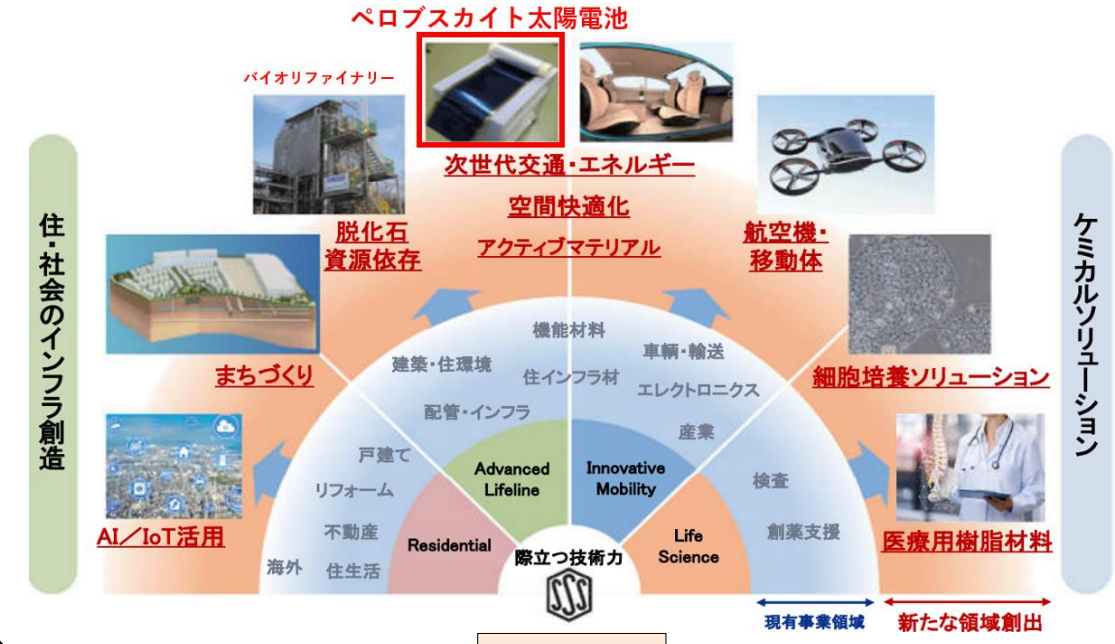 ペロブスカイト太陽電池
バイオリファイナリー
次世代交通・エネルギー
空間快適化
アクティブマテリアル
脱化石
資源依存
航空機・
移動体
住・社会のインフラ創造
ケミカルソリューション
まちづくり
細胞培養ソリューション
AI／IoT活用
医療用樹脂材料
機能材料
建築・住環境
車輌・輸送
住インフラ材
エレクトロニクス
配管・インフラ
産業
戸建て
リフォーム
不動産
海外
住生活
検査
創薬支援
Advanced
Lifeline
Innovative
Mobility
Residential
Life
Science
際立つ技術力
SSS
現有事業領域
新たな領域創出